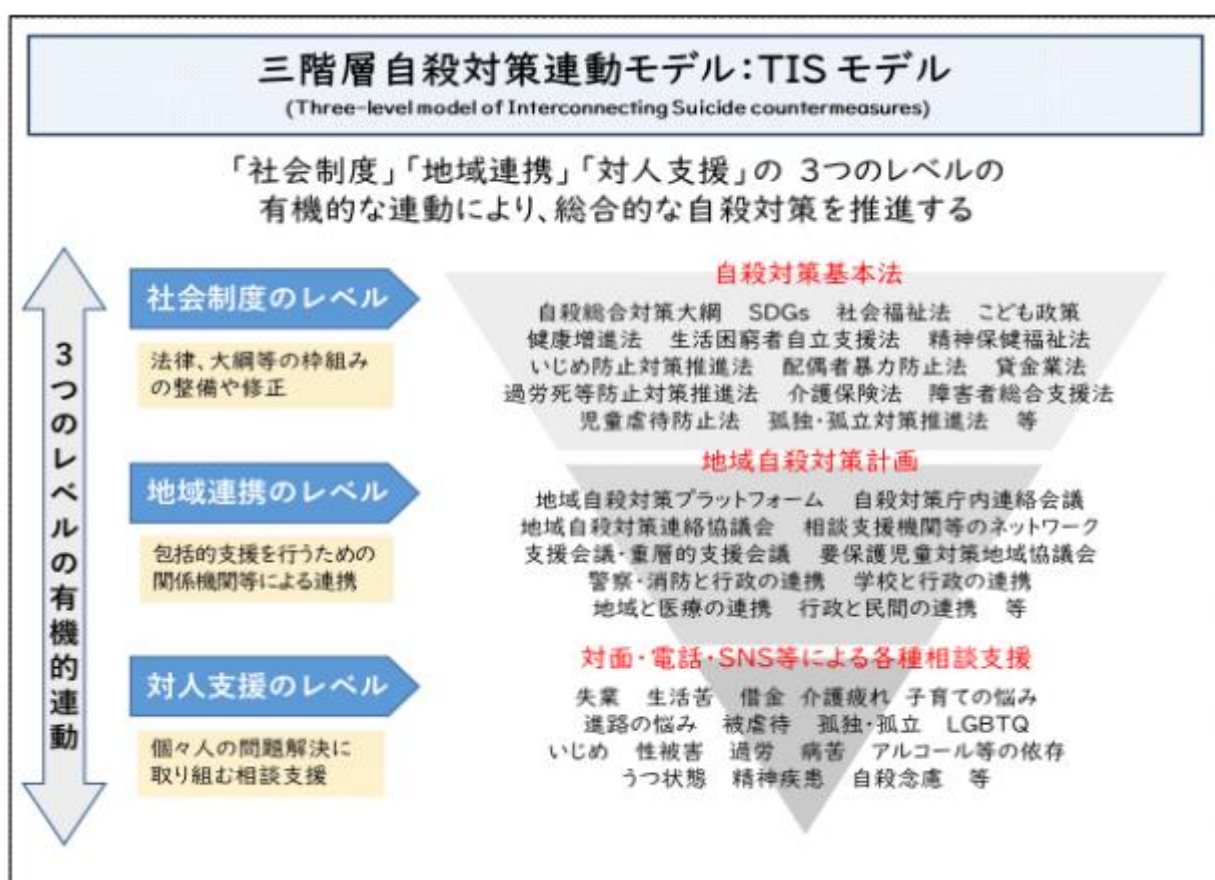 三階層自殺対策連動モデル:TISモデル
(Three-level model of Interconnecting Suicide countermeasures)
「社会制度」「地域連携」「対人支援」の 3つのレベルの
有機的な連動により、総合的な自殺対策を推進する
3つのレベルの有機的連動
社会制度のレベル
法律、大綱等の枠組み
の整備や修正
自殺対策基本法
自殺総合対策大綱 SDGs 社会福祉法 こども政策
健康増進法 生活困窮者自立支援法 精神保健福祉法
いじめ防止対策推進法 配偶者暴力防止法 貸金業法
過労死等防止対策推進法 介護保険法 障害者総合支援法
児童虐待防止法 孤独・孤立対策推進法 等
地域連携のレベル
包括的支援を行うための
関係機関等による連携
地域自殺対策計画
地域自殺対策プラットフォーム 自殺対策庁内連絡会議
地域自殺対策連絡協議会 相談支援機関等のネットワーク
支援会議・重層的支援会議 要保護児童対策地域協議会
警察・消防と行政の連携 学校と行政の連携
地域と医療の連携 行政と民間の連携 等
対人支援のレベル
個々人の問題解決に
取り組む相談支援
対面・電話・SNS等による各種相談支援
失業 生活苦 借金 介護疲れ 子育ての悩み
進路の悩み 被虐待 孤独・孤立 LGBTQ
いじめ 性被害 過労 病苦 アルコール等の依存
うつ状態 精神疾患 自殺念慮 等